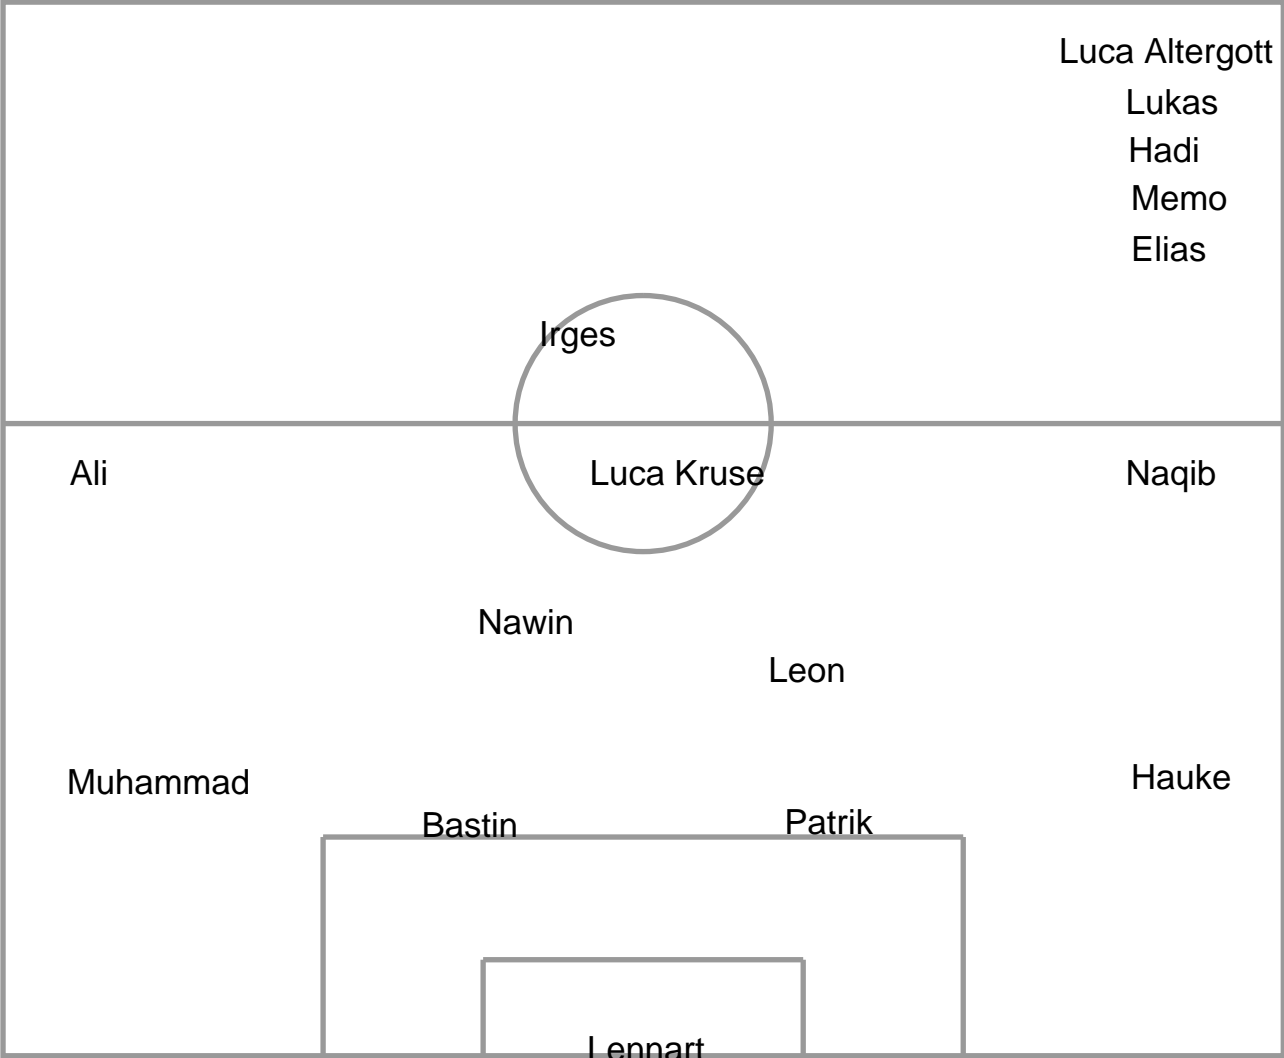 Luca Altergott
Lukas
Hadi
Memo
Elias
Irges
Ali Luca Kruse Naqib
Nawin
Leon
Muhammad Hauke
Bastin Patrik
Lennart